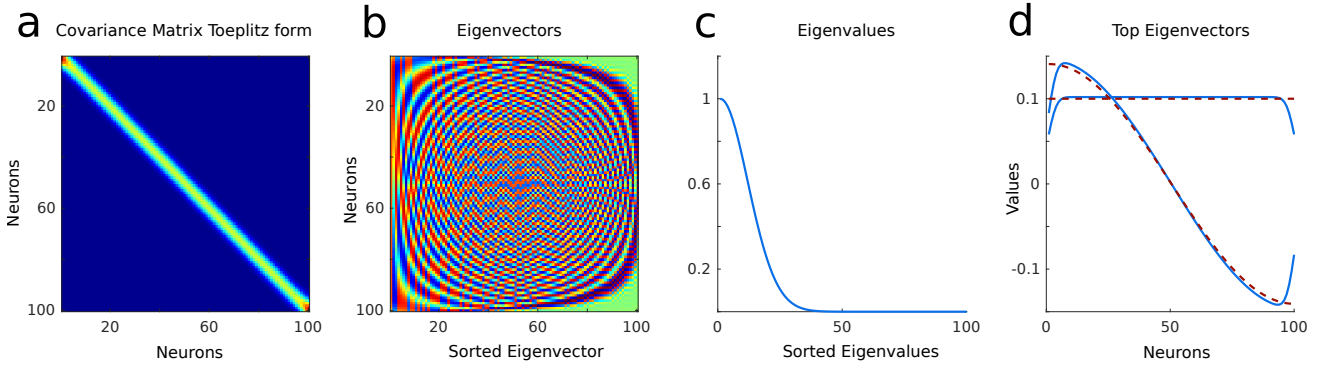 a Covariance Matrix Toeplitz form
Neurons
20
60
100
20 60 100
Neurons
b Eigenvectors
Neurons
20
60
100
20 60 100
Sorted Eigenvector
c Eigenvalues
1
0.6
0.2
0 50 100
Sorted Eigenvalues
d Top Eigenvectors
Values
0.1
0
-0.1
0 50 100
Neurons